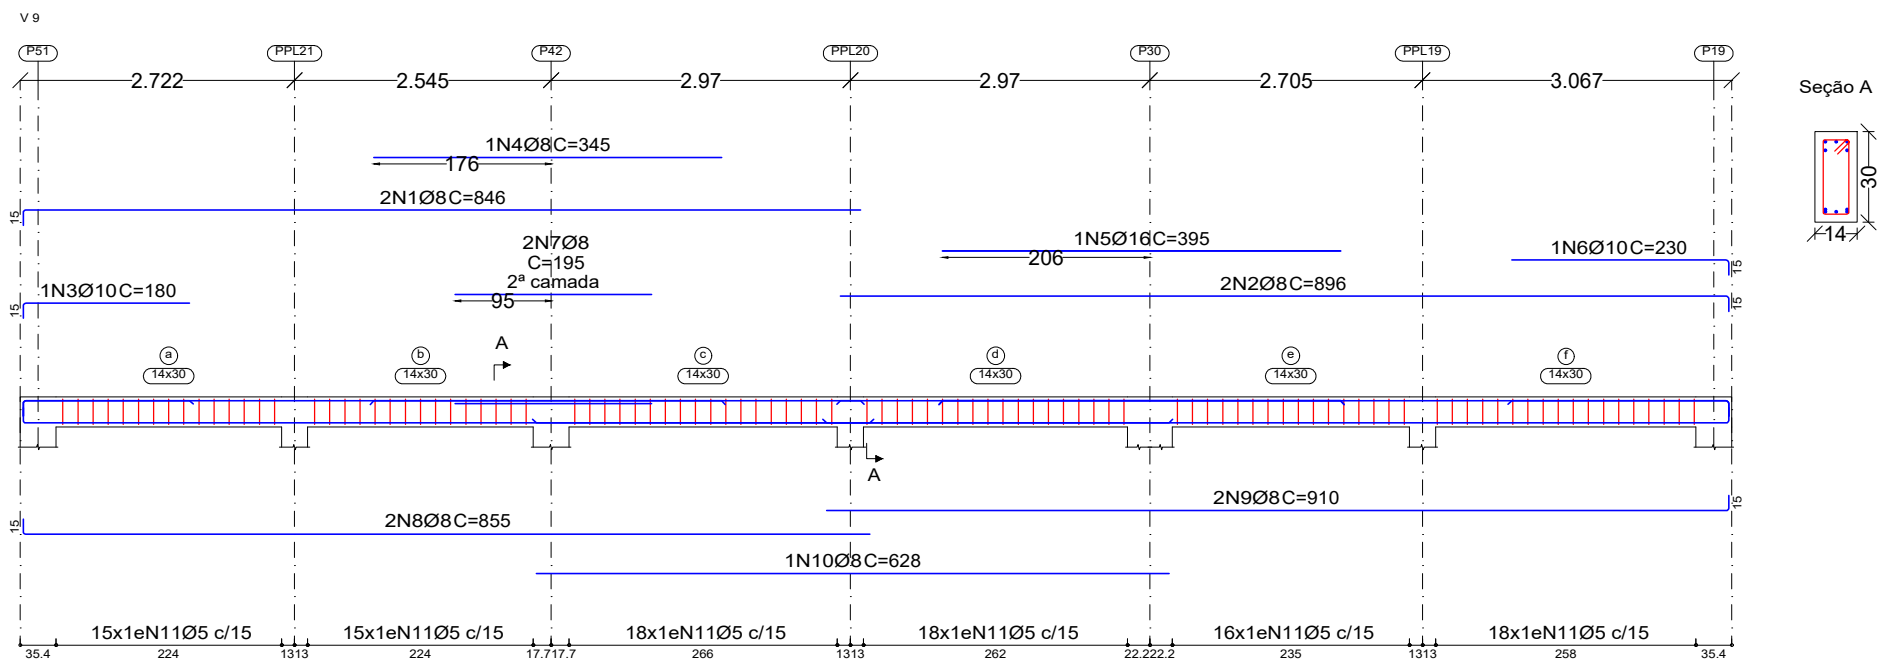 V 9
P51 PPL21 P42 PPL20 P30 PPL19 P19
2.722 2.545 2.97 2.97 2.705 3.067
Seção A
30
14
1N4Ø8C=345
176
2N1Ø8C=846
15
2N7Ø8
C=195
2ª camada
95
1N5Ø16C=395
206
1N6Ø10C=230
15
1N3Ø10C=180
15
2N2Ø8C=896
15
A
a b c d e f
14x30 14x30 14x30 14x30 14x30 14x30
A
2N9Ø8C=910
15
2N8Ø8C=855
15
1N10Ø8C=628
15x1eN11Ø5 c/15 15x1eN11Ø5 c/15 18x1eN11Ø5 c/15 18x1eN11Ø5 c/15 16x1eN11Ø5 c/15 18x1eN11Ø5 c/15
35.4 224 1313 224 17.717.7 266 1313 262 22.222.2 235 1313 258 35.4